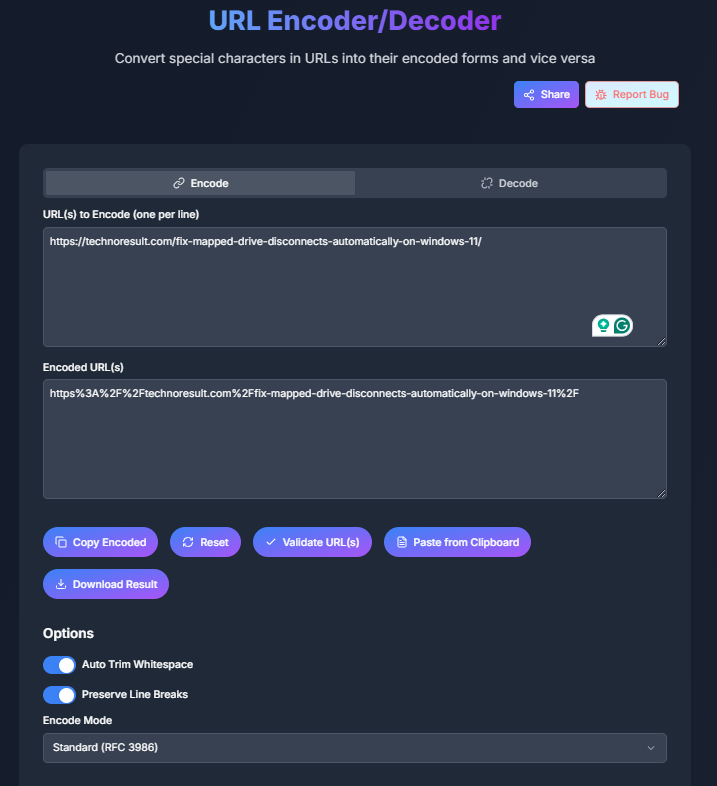 URL Encoder/Decoder
Convert special characters in URLs into their encoded forms and vice versa
Share
Report Bug
Encode
Decode
URL(s) to Encode (one per line)
https://technoresult.com/fix-mapped-drive-disconnects-automatically-on-windows-11/
Encoded URL(s)
https%3A%2F%2Ftechnoresult.com%2Ffix-mapped-drive-disconnects-automatically-on-windows-11%2F
Copy Encoded
Reset
Validate URL(s)
Paste from Clipboard
Download Result
Options
Auto Trim Whitespace
Preserve Line Breaks
Encode Mode
Standard (RFC 3986)